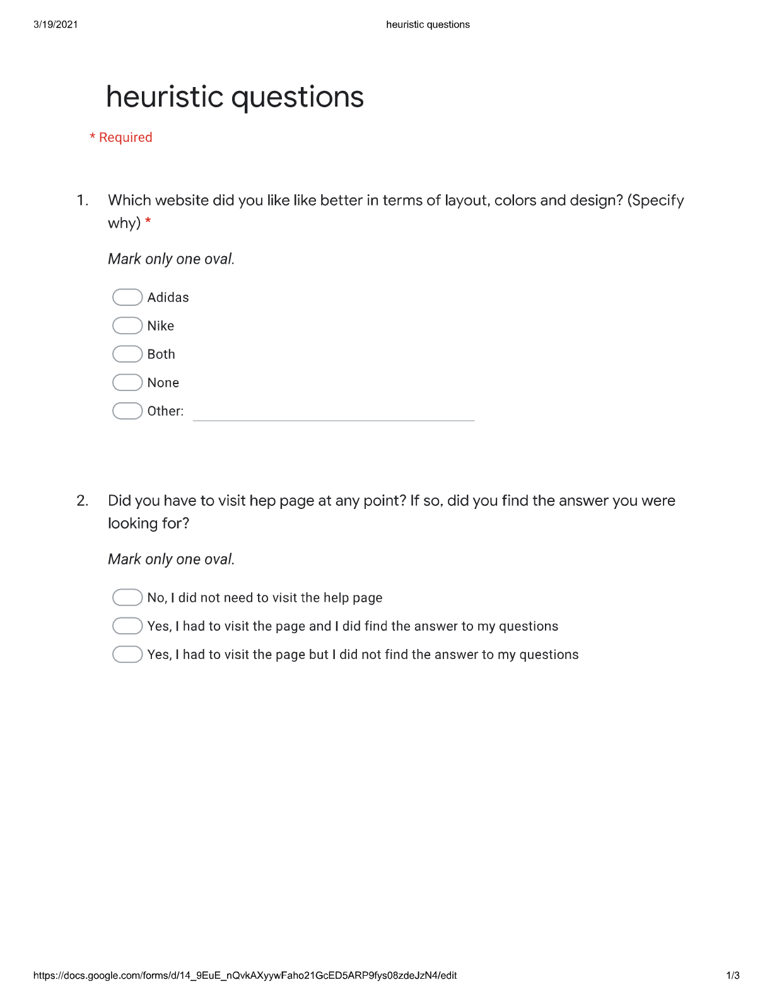 3/19/2021 heuristic questions
heuristic questions
* Required
1. Which website did you like like better in terms of layout, colors and design? (Specify
why) *
Mark only one oval.
Adidas
Nike
Both
None
Other:
2. Did you have to visit hep page at any point? If so, did you find the answer you were
looking for?
Mark only one oval.
No, I did not need to visit the help page
Yes, I had to visit the page and I did find the answer to my questions
Yes, I had to visit the page but I did not find the answer to my questions
https://docs.google.com/forms/d/14_9EuE_nQvkAXyywFaho21GcED5ARP9fys08zdeJzN4/edit 1/3